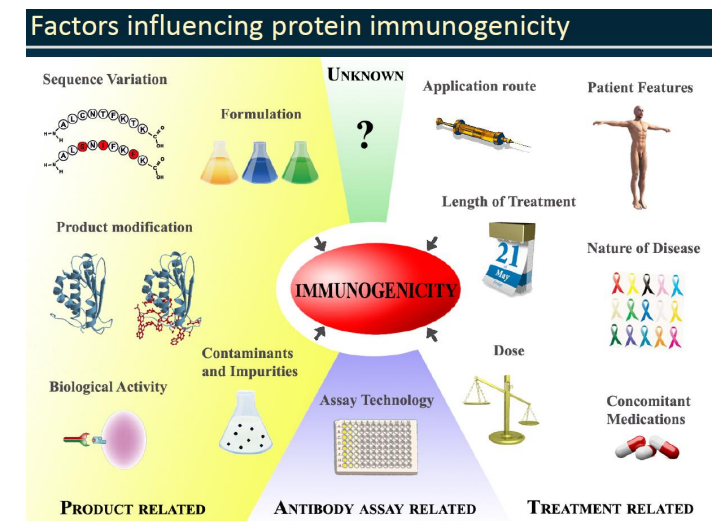 Factors influencing protein immunogenicity
Sequence Variation
Formulation
UNKNOWN
?
Application route
Patient Features
A L C N T F K T K
A L S N I F K P K
Length of Treatment
21
May
Product modification
Nature of Disease
IMMUNOGENICITY
Contaminants
and Impurities
Dose
Biological Activity
Assay Technology
Concomitant
Medications
PRODUCT RELATED
ANTIBODY ASSAY RELATED
TREATMENT RELATED